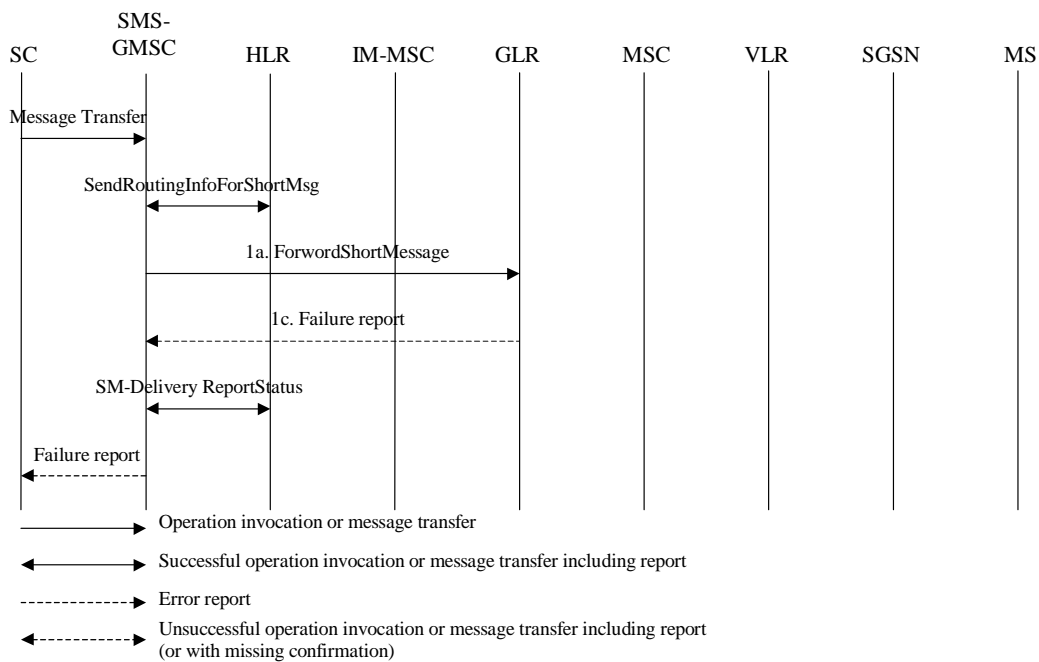 SMS-
GMSC
SC
HLR
IM-MSC
GLR
MSC
VLR
SGSN
MS
Message Transfer
SendRoutingInfoForShortMsg
1a. ForwordShortMessage
1c. Failure report
SM-Delivery ReportStatus
Failure report
Operation invocation or message transfer
Successful operation invocation or message transfer including report
Error report
Unsuccessful operation invocation or message transfer including report
(or with missing confirmation)